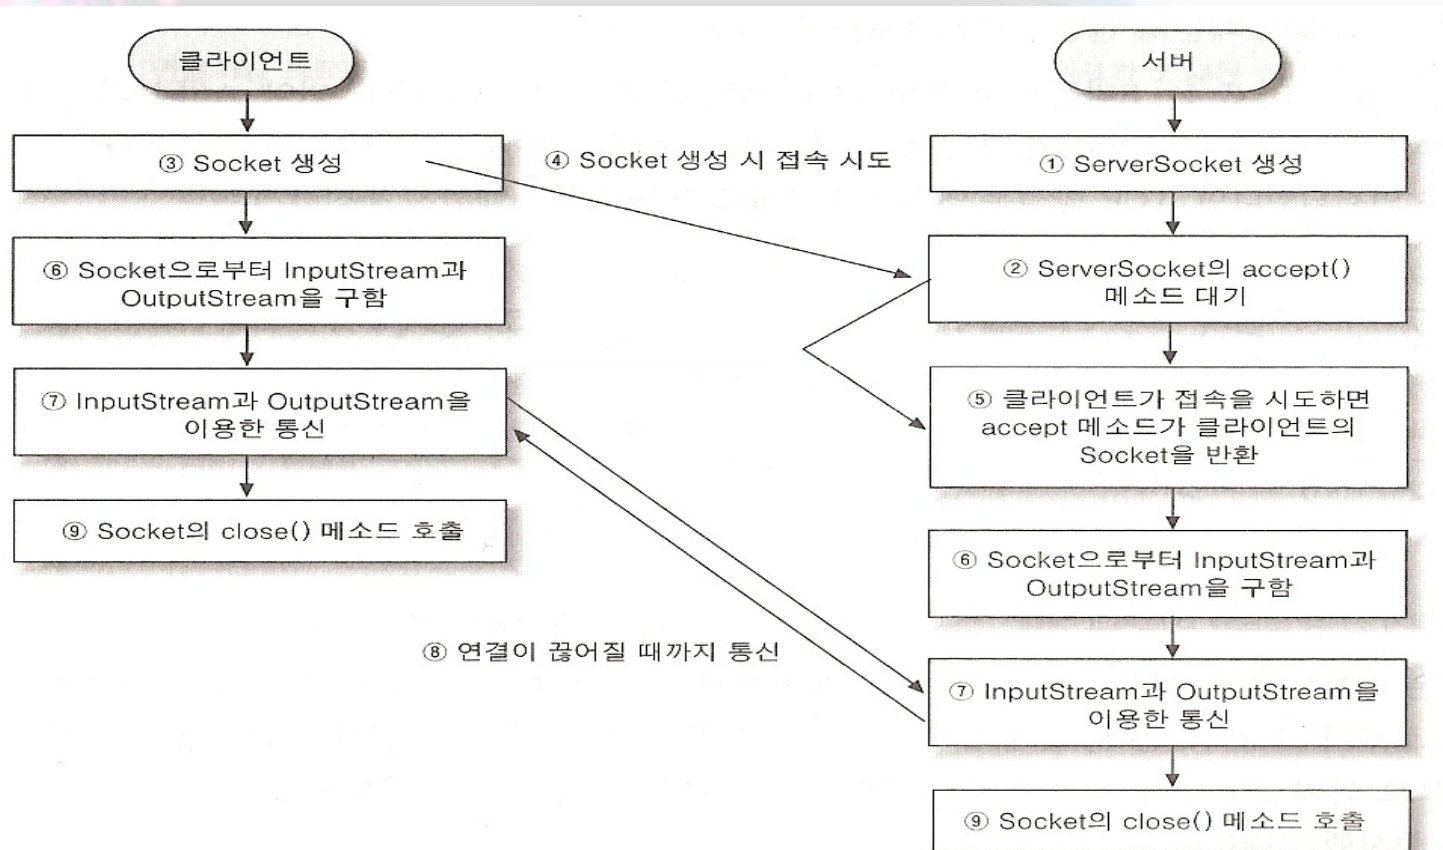 클라이언트
서버
③ Socket 생성
④ Socket 생성 시 접속 시도
① ServerSocket 생성
⑥ Socket으로부터 InputStream과
OutputStream을 구함
② ServerSocket의 accept()
메소드 대기
⑦ InputStream과 OutputStream을
이용한 통신
⑤ 클라이언트가 접속을 시도하면
accept 메소드가 클라이언트의
Socket을 반환
⑨ Socket의 close() 메소드 호출
⑥ Socket으로부터 InputStream과
OutputStream을 구함
⑧ 연결이 끊어질 때까지 통신
⑦ InputStream과 OutputStream을
이용한 통신
⑨ Socket의 close() 메소드 호출